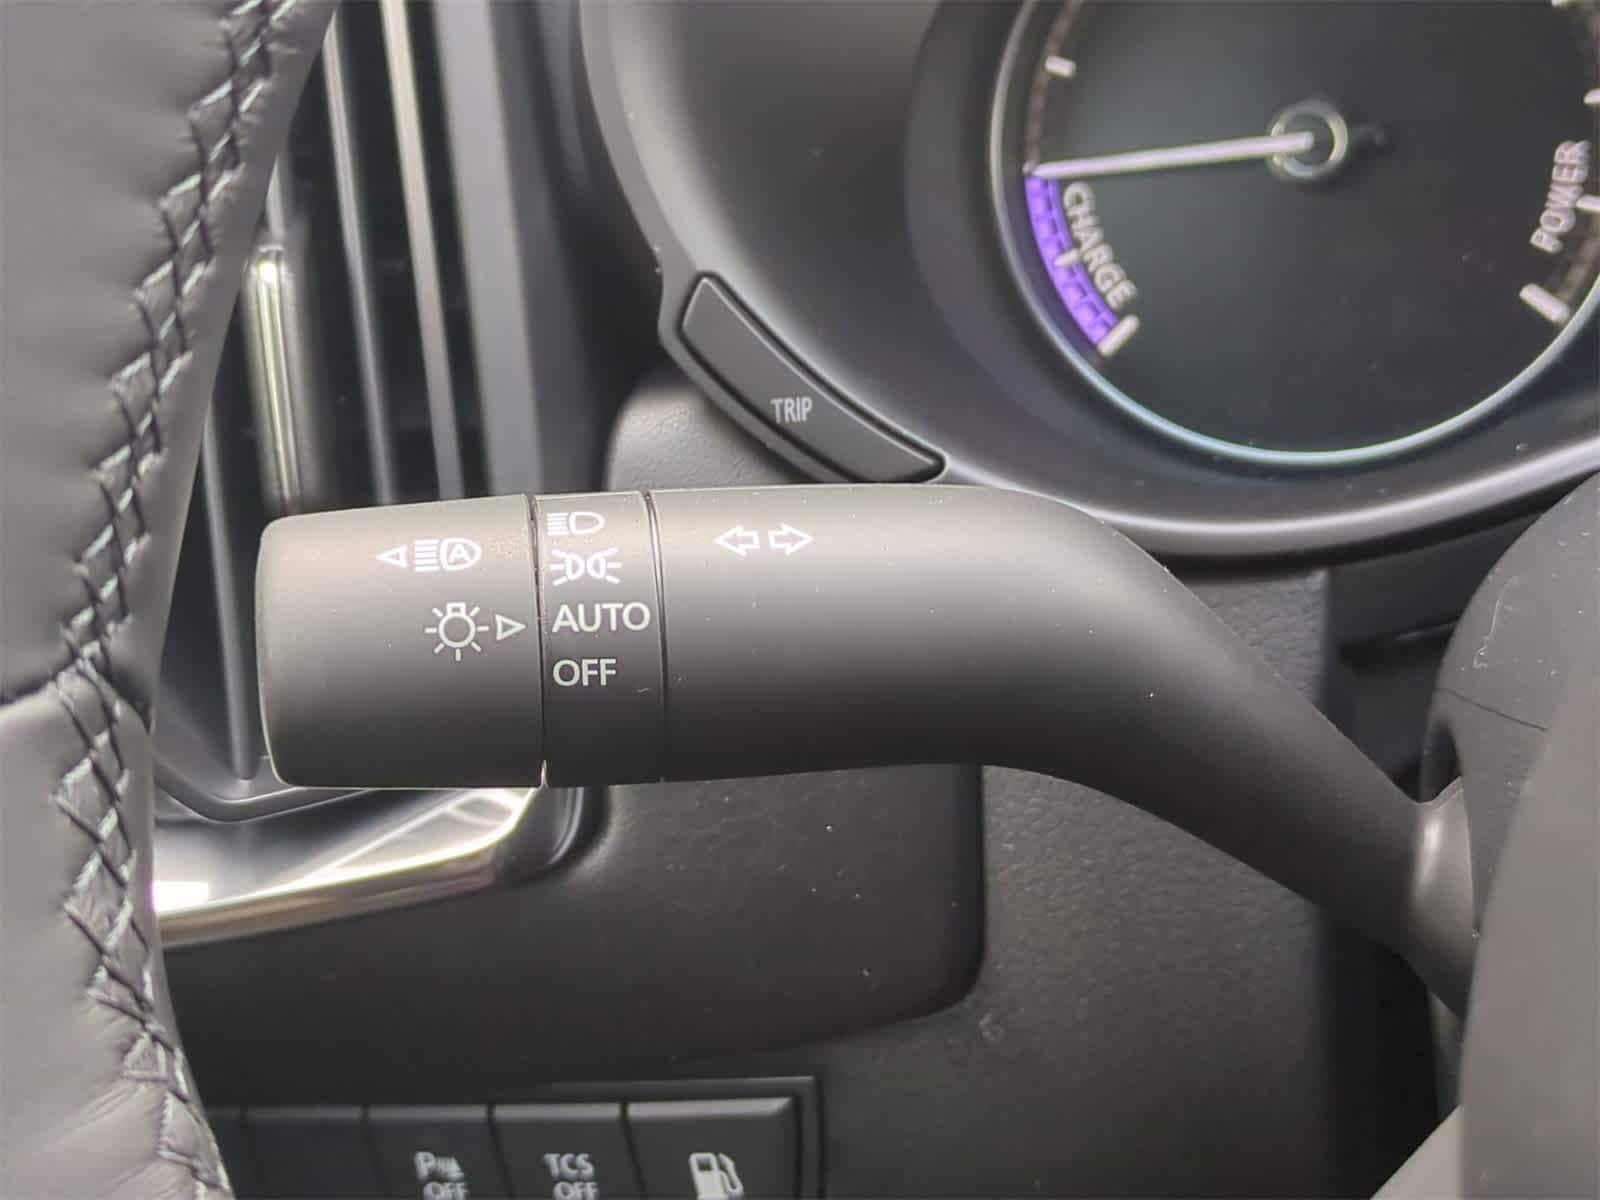 CHARGE
POWER
TRIP
A
AUTO
OFF
P
OFF
TCS
OFF